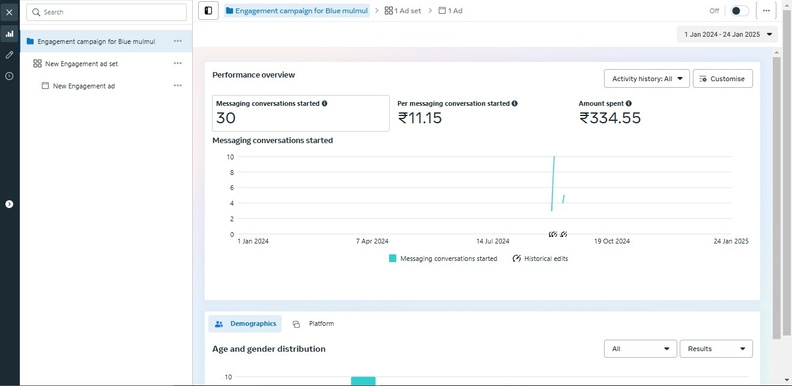 Search
Engagement campaign for Blue mulmul
1 Ad set
1 Ad
Off
1 Jan 2024 - 24 Jan 2025
Engagement campaign for Blue mulmul
New Engagement ad set
New Engagement ad
Performance overview
Activity history: All
Customise
Messaging conversations started
30
Per messaging conversation started
₹11.15
Amount spent
₹334.55
Messaging conversations started
10
8
6
4
2
0
1 Jan 2024
7 Apr 2024
14 Jul 2024
19 Oct 2024
24 Jan 2025
Messaging conversations started
Historical edits
Demographics
Platform
Age and gender distribution
All
Results
10